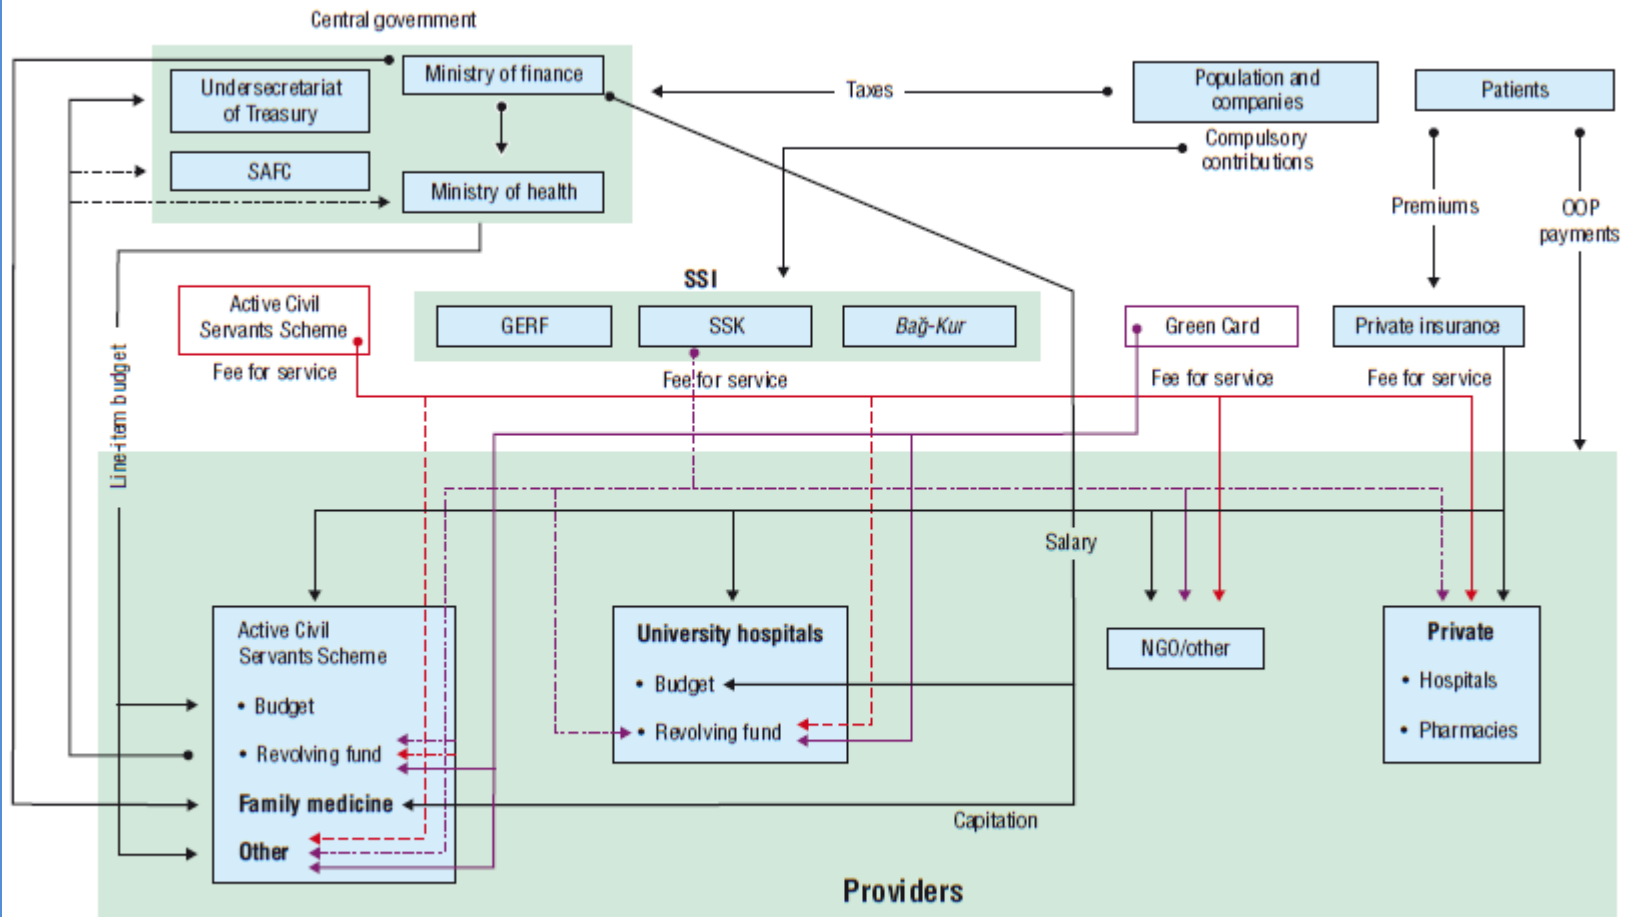 Central government
Ministry of finance
Undersecretariat
of Treasury
SAFC
Ministry of health
Taxes
Population and
companies
Compulsory
contributions
Patients
Premiums
OOP
payments
SSI
Active Civil
Servants Scheme
Fee for service
GERF
SSK
Bağ-Kur
Fee for service
Green Card
Fee for service
Private insurance
Fee for service
Line-item budget
Salary
Active Civil
Servants Scheme
• Budget
• Revolving fund
Family medicine
Other
University hospitals
• Budget
• Revolving fund
NGO/other
Private
• Hospitals
• Pharmacies
Capitation
Providers